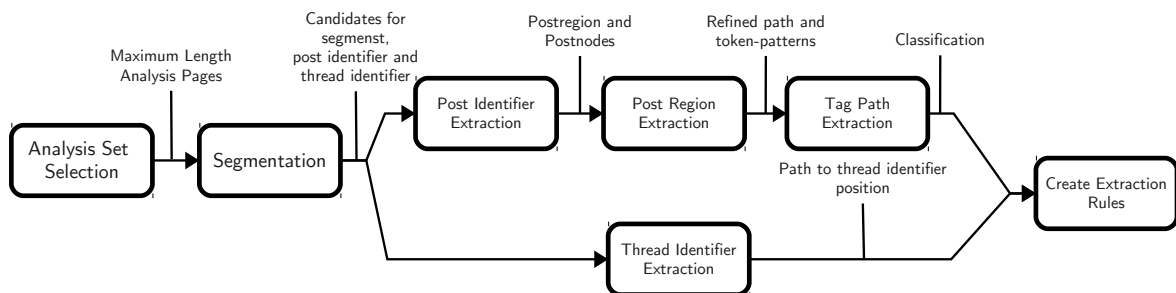 Maximum Length
Analysis Pages
Candidates for
segmenst,
post identifier and
thread identifier
Postregion and
Postnodes
Refined path and
token-patterns
Classification
Analysis Set
Selection
Segmentation
Post Identifier
Extraction
Post Region
Extraction
Tag Path
Extraction
Path to thread identifier
position
Thread Identifier
Extraction
Create Extraction
Rules